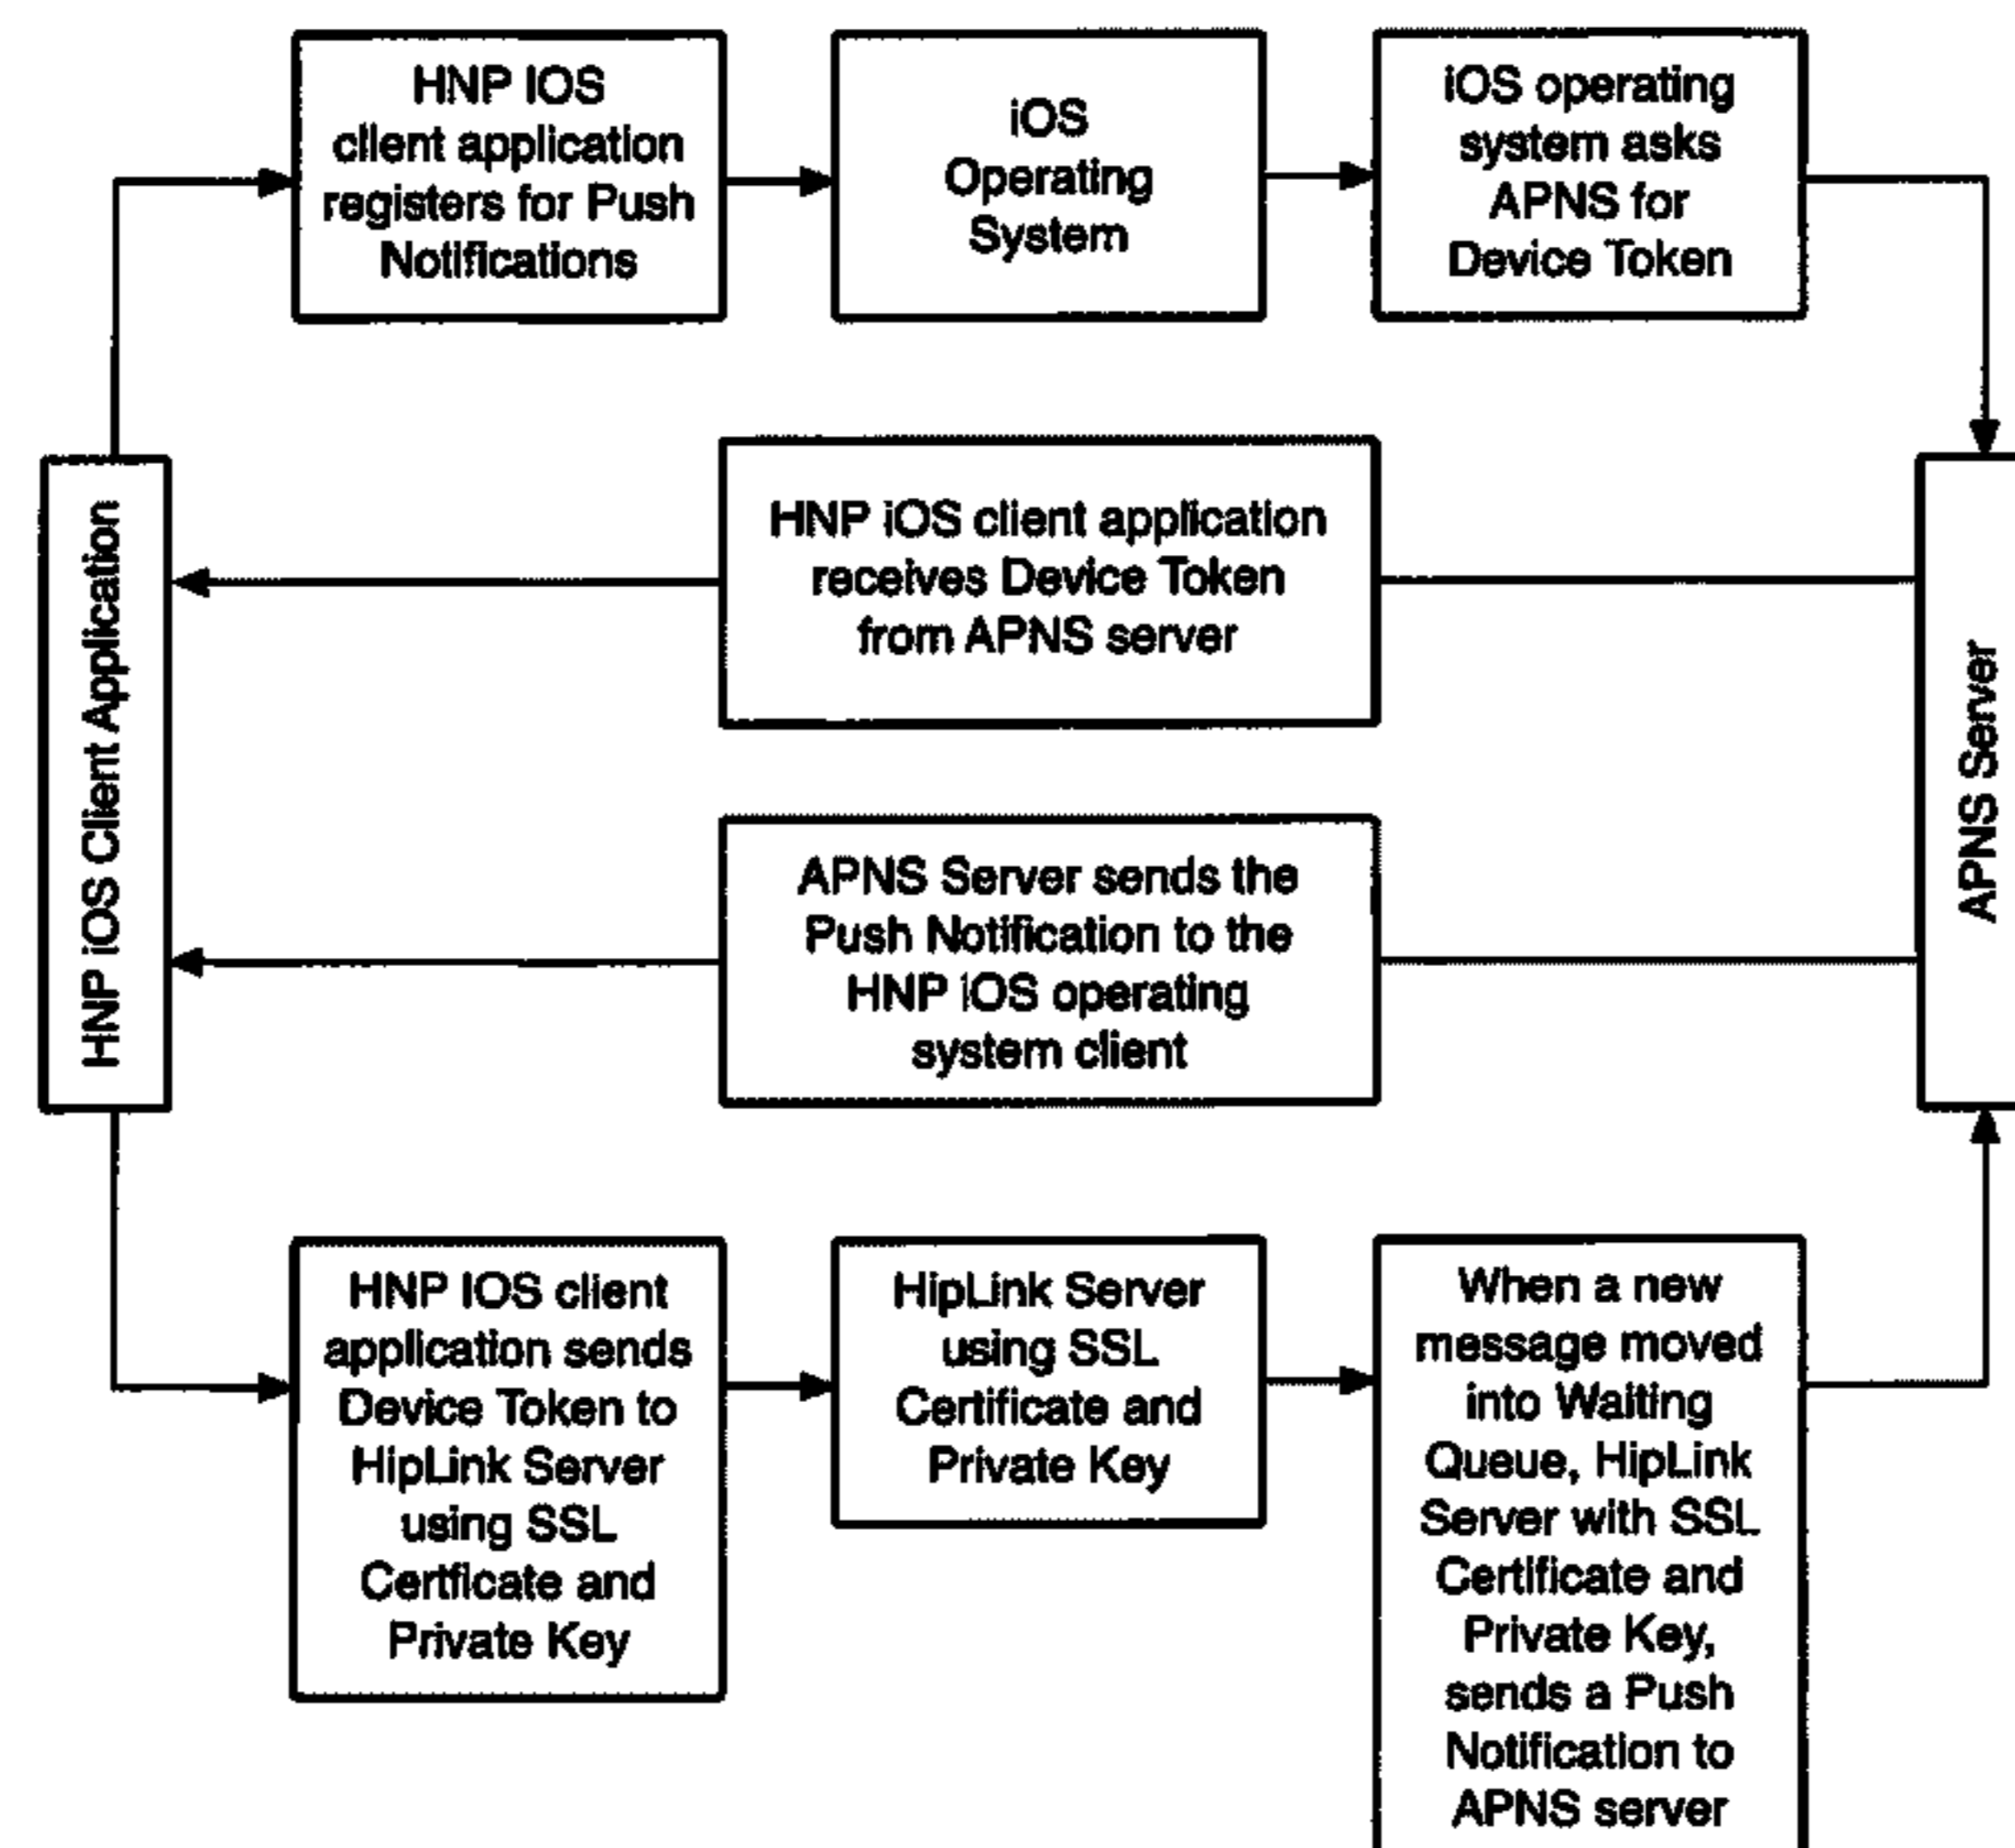 HNP IOS
client application
registers for Push
Notifications
iOS
Operating
System
iOS operating
system asks
APNS for
Device Token
HNP iOS Client Application
HNP iOS client application
receives Device Token
from APNS server
APNS Server
APNS Server sends the
Push Notification to the
HNP iOS operating
system client
HNP IOS client
application sends
Device Token to
HipLink Server
using SSL
Certficate and
Private Key
HipLink Server
using SSL
Certificate and
Private Key
When a new
message moved
into Waiting
Queue, HipLink
Server with SSL
Certificate and
Private Key,
sends a Push
Notification to
APNS server